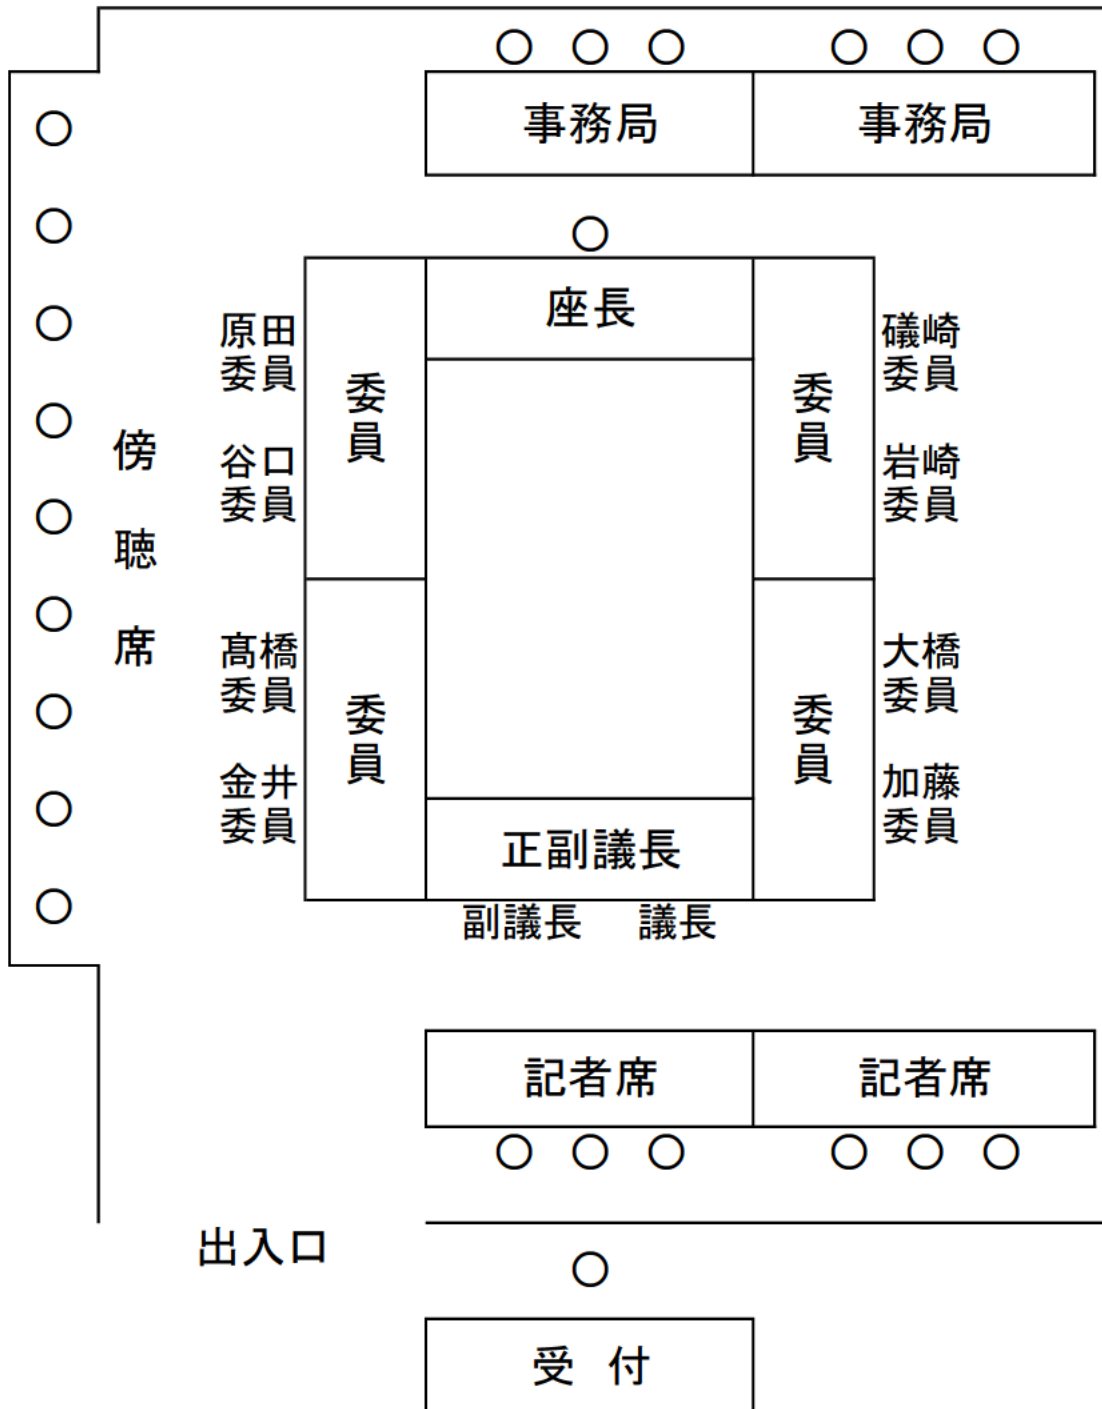 ○ ○ ○ ○ ○ ○
事務局 事務局
○
座長
原田
委員
谷口
委員
委員
委員
礒崎
委員
岩崎
委員
○
○
○
○
○
○
○
○
○
傍聴席
髙橋
委員
金井
委員
委員
委員
大橋
委員
加藤
委員
正副議長
副議長 議長
記者席 記者席
○ ○ ○ ○ ○ ○
出入口
○
受 付